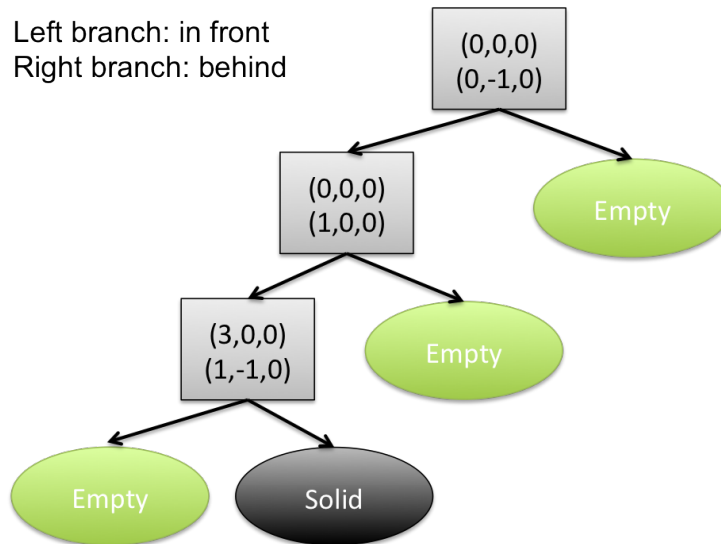 Left branch: in front
Right branch: behind
(0,0,0)
(0,-1,0)
(0,0,0)
(1,0,0)
Empty
(3,0,0)
(1,-1,0)
Empty
Empty
Solid